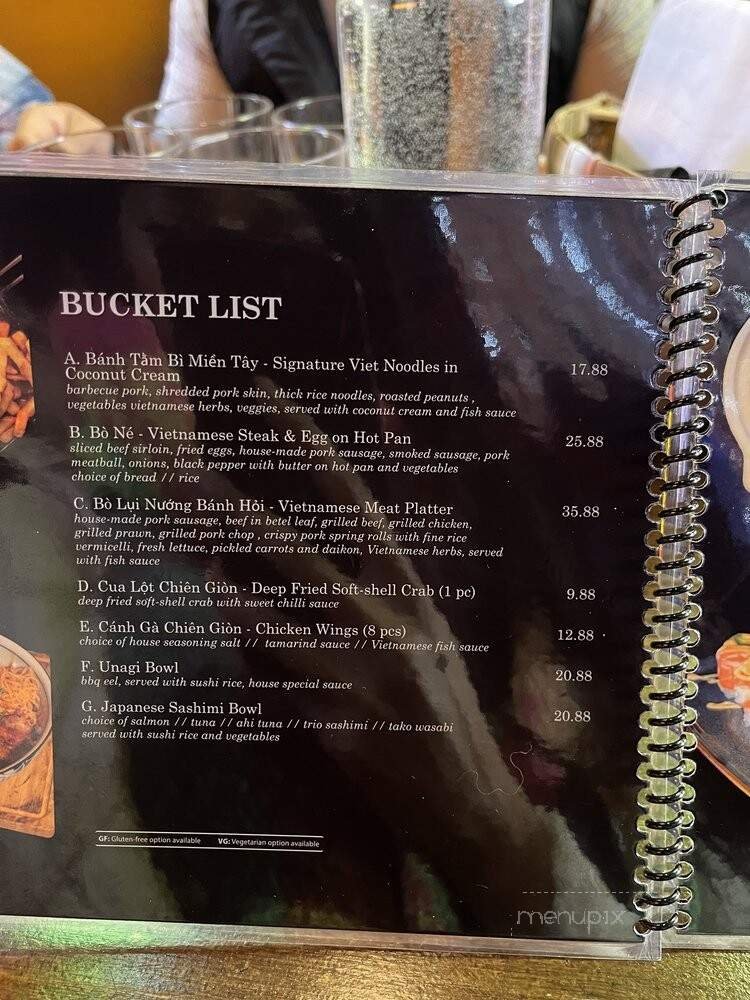 BUCKET LIST
A. Bánh Tằm Bì Miền Tây - Signature Viet Noodles in 17.88
Coconut Cream
barbecue pork, shredded pork skin, thick rice noodles, roasted peanuts ,
vegetables vietnamese herbs, veggies, served with coconut cream and fish sauce
B. Bò Né - Vietnamese Steak & Egg on Hot Pan 25.88
sliced beef sirloin, fried eggs, house-made pork sausage, smoked sausage, pork
meatball, onions, black pepper with butter on hot pan and vegetables
choice of bread // rice
C. Bò Lụi Nướng Bánh Hỏi - Vietnamese Meat Platter 35.88
house-made pork sausage, beef in betel leaf, grilled beef, grilled chicken,
grilled prawn, grilled pork chop , crispy pork spring rolls with fine rice
vermicelli, fresh lettuce, pickled carrots and daikon, Vietnamese herbs, served
with fish sauce
D. Cua Lột Chiên Giòn - Deep Fried Soft-shell Crab (1 pc) 9.88
deep fried soft-shell crab with sweet chilli sauce
E. Cánh Gà Chiên Giòn - Chicken Wings (8 pcs) 12.88
choice of house seasoning salt // tamarind sauce // Vietnamese fish sauce
F. Unagi Bowl 20.88
bbq eel, served with sushi rice, house special sauce
G. Japanese Sashimi Bowl 20.88
choice of salmon // tuna // ahi tuna // trio sashimi // tako wasabi
served with sushi rice and vegetables
GF: Gluten-free option available VG: Vegetarian option available
menupix